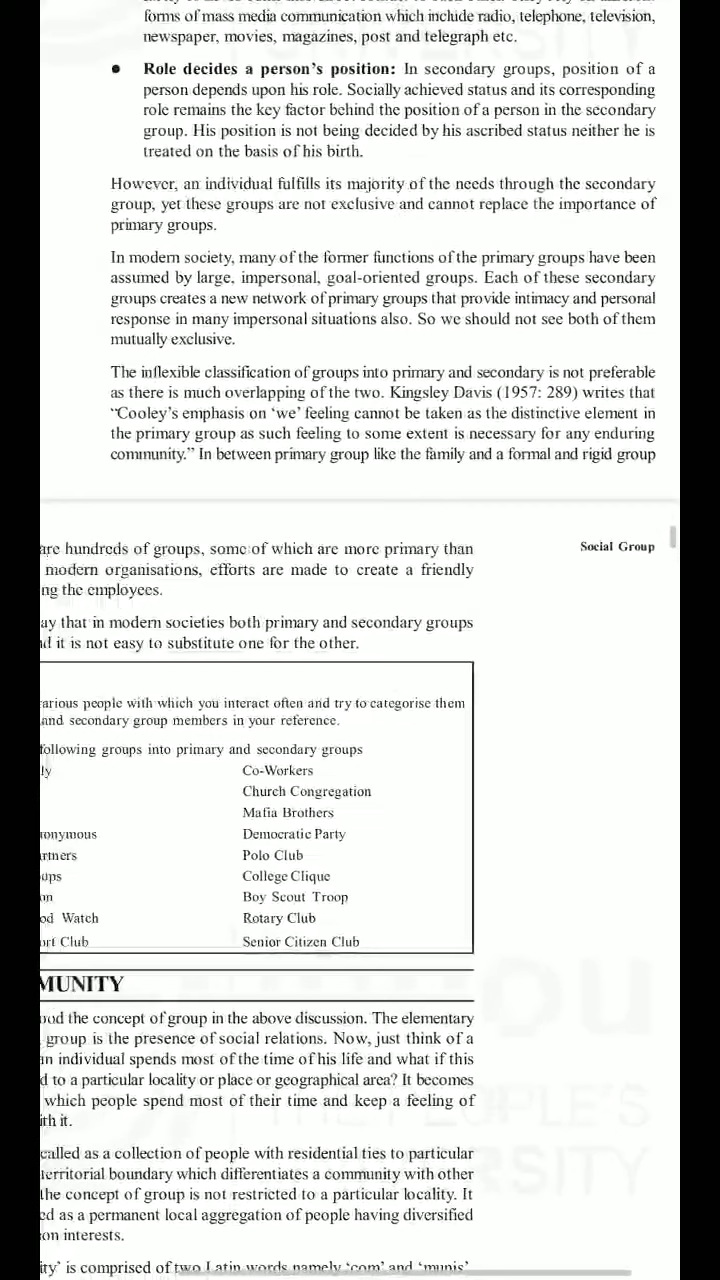 forms of mass media communication which include radio, telephone, television,
newspaper, movies, magazines, post and telegraph etc.
● Role decides a person's position: In secondary groups, position of a
person depends upon his role. Socially achieved status and its corresponding
role remains the key factor behind the position of a person in the secondary
group. His position is not being decided by his ascribed status neither he is
treated on the basis of his birth.
However, an individual fulfills its majority of the needs through the secondary
group, yet these groups are not exclusive and cannot replace the importance of
primary groups.
In modern society, many of the former functions of the primary groups have been
assumed by large, impersonal, goal-oriented groups. Each of these secondary
groups creates a new network of primary groups that provide intimacy and personal
response in many impersonal situations also. So we should not see both of them
mutually exclusive.
The inflexible classification of groups into primary and secondary is not preferable
as there is much overlapping of the two. Kingsley Davis (1957: 289) writes that
“Cooley's emphasis on ‘we’ feeling cannot be taken as the distinctive element in
the primary group as such feeling to some extent is necessary for any enduring
community.” In between primary group like the family and a formal and rigid group
Social Group
are hundreds of groups, some of which are more primary than
modern organisations, efforts are made to create a friendly
ng the employees.
ay that in modern societies both primary and secondary groups
d it is not easy to substitute one for the other.
arious people with which you interact often and try to categorise them
and secondary group members in your reference.
following groups into primary and secondary groups
ly Co-Workers
Church Congregation
Mafia Brothers
onymous Democratic Party
rtners Polo Club
ups College Clique
on Boy Scout Troop
od Watch Rotary Club
ort Club Senior Citizen Club
MUNITY
ood the concept of group in the above discussion. The elementary
group is the presence of social relations. Now, just think of a
an individual spends most of the time of his life and what if this
d to a particular locality or place or geographical area? It becomes
which people spend most of their time and keep a feeling of
ith it.
called as a collection of people with residential ties to particular
territorial boundary which differentiates a community with other
the concept of group is not restricted to a particular locality. It
ed as a permanent local aggregation of people having diversified
on interests.
ity’ is comprised of two Latin words namely ‘com’ and ‘munis’